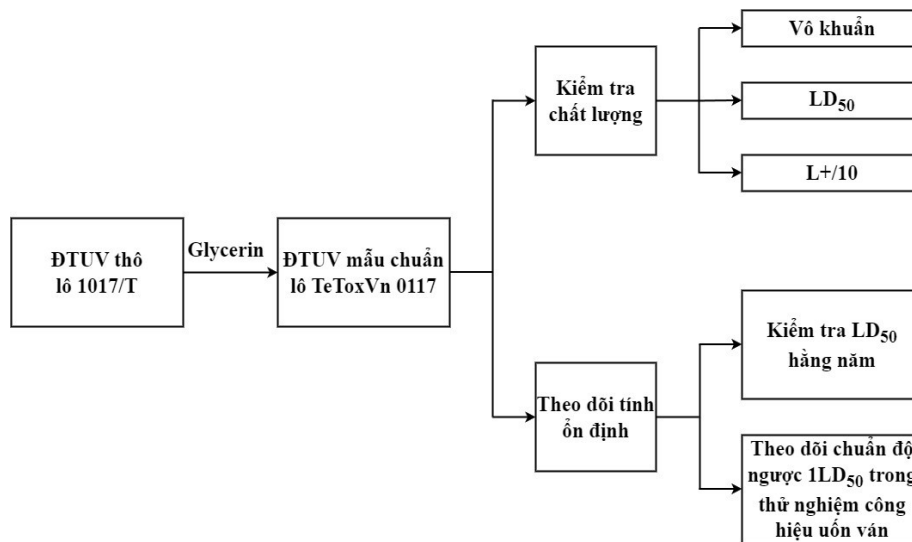 ĐTUV thô
lô 1017/T
Glycerin
ĐTUV mẫu chuẩn
lô TeToxVn 0117
Kiểm tra
chất lượng
Vô khuẩn
LD50
L+/10
Theo dõi tính
ổn định
Kiểm tra LD50
hằng năm
Theo dõi chuẩn độ
ngược 1LD50 trong
thử nghiệm công
hiệu uốn ván